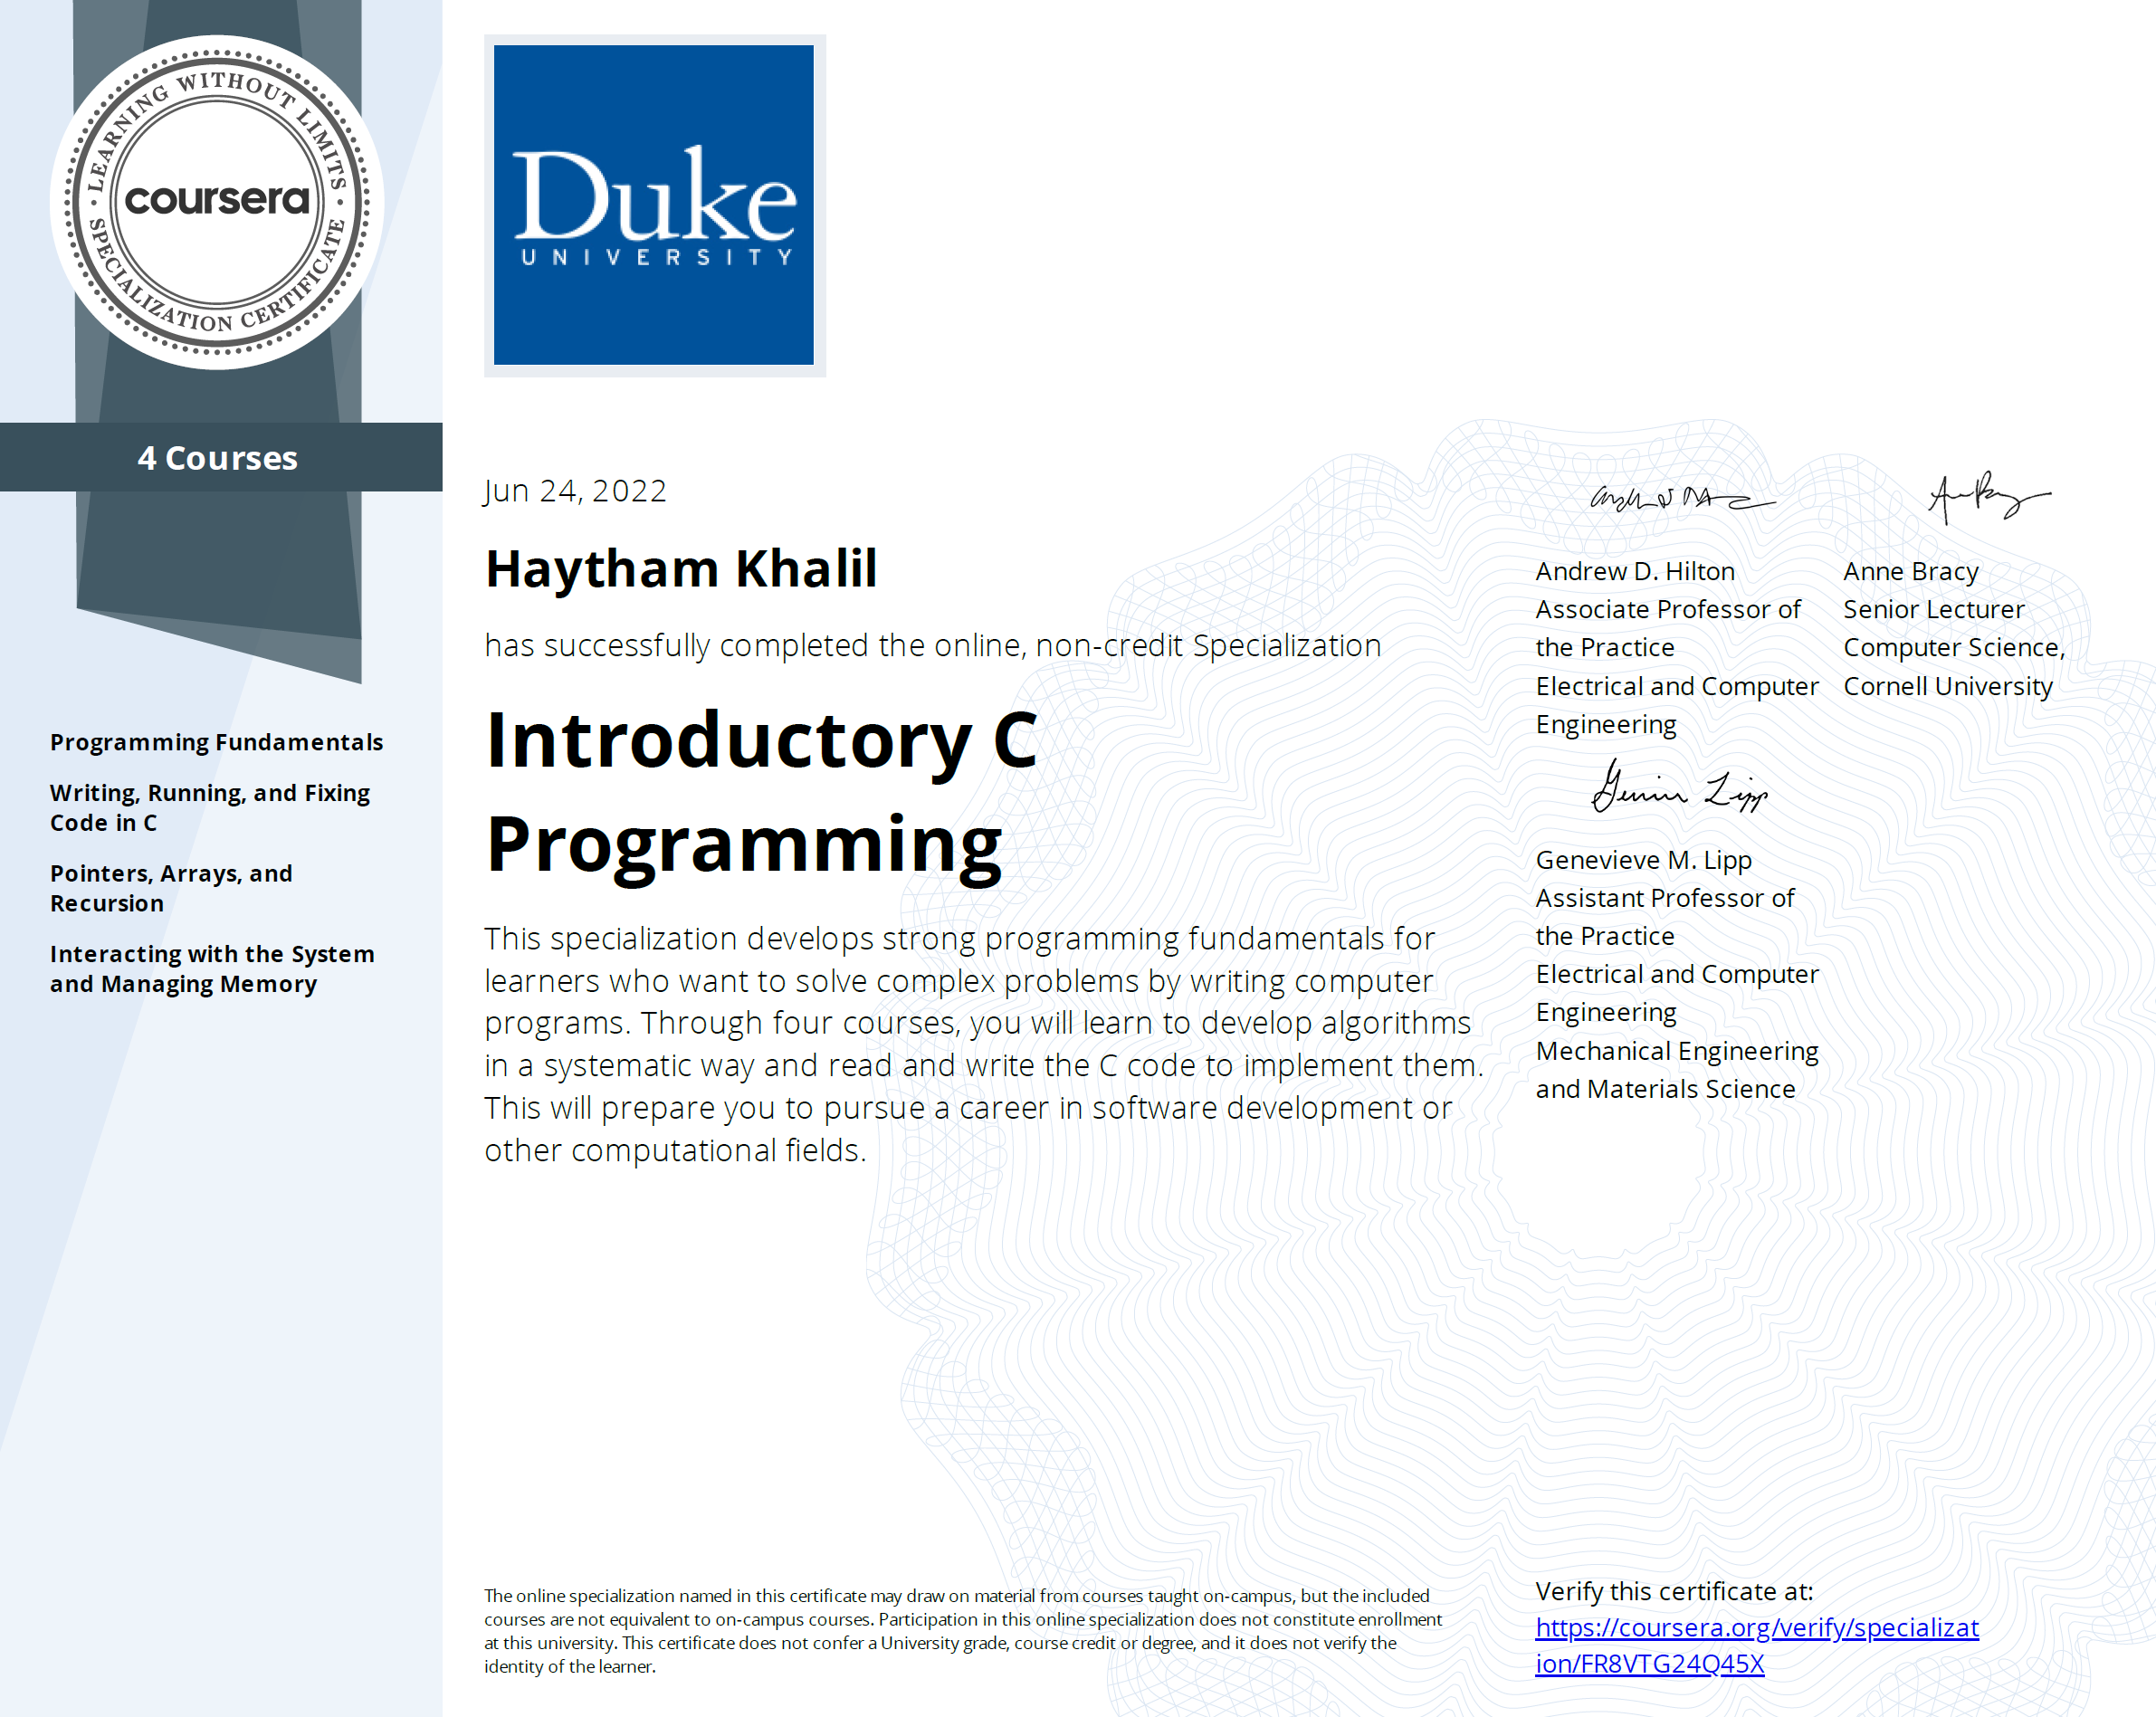 LEARNING WITHOUT LIMITS
coursera
SPECIALIZATION CERTIFICATE
4 Courses
Programming Fundamentals
Writing, Running, and Fixing
Code in C
Pointers, Arrays, and
Recursion
Interacting with the System
and Managing Memory
Duke
UNIVERSITY
Jun 24, 2022
Haytham Khalil
has successfully completed the online, non-credit Specialization
Introductory C
Programming
This specialization develops strong programming fundamentals for
learners who want to solve complex problems by writing computer
programs. Through four courses, you will learn to develop algorithms
in a systematic way and read and write the C code to implement them.
This will prepare you to pursue a career in software development or
other computational fields.
Andrew D. Hilton
Associate Professor of
the Practice
Electrical and Computer
Engineering
Anne Bracy
Senior Lecturer
Computer Science,
Cornell University
Genevieve M. Lipp
Assistant Professor of
the Practice
Electrical and Computer
Engineering
Mechanical Engineering
and Materials Science
The online specialization named in this certificate may draw on material from courses taught on-campus, but the included
courses are not equivalent to on-campus courses. Participation in this online specialization does not constitute enrollment
at this university. This certificate does not confer a University grade, course credit or degree, and it does not verify the
identity of the learner.
Verify this certificate at:
https://coursera.org/verify/specializat
ion/FR8VTG24Q45X